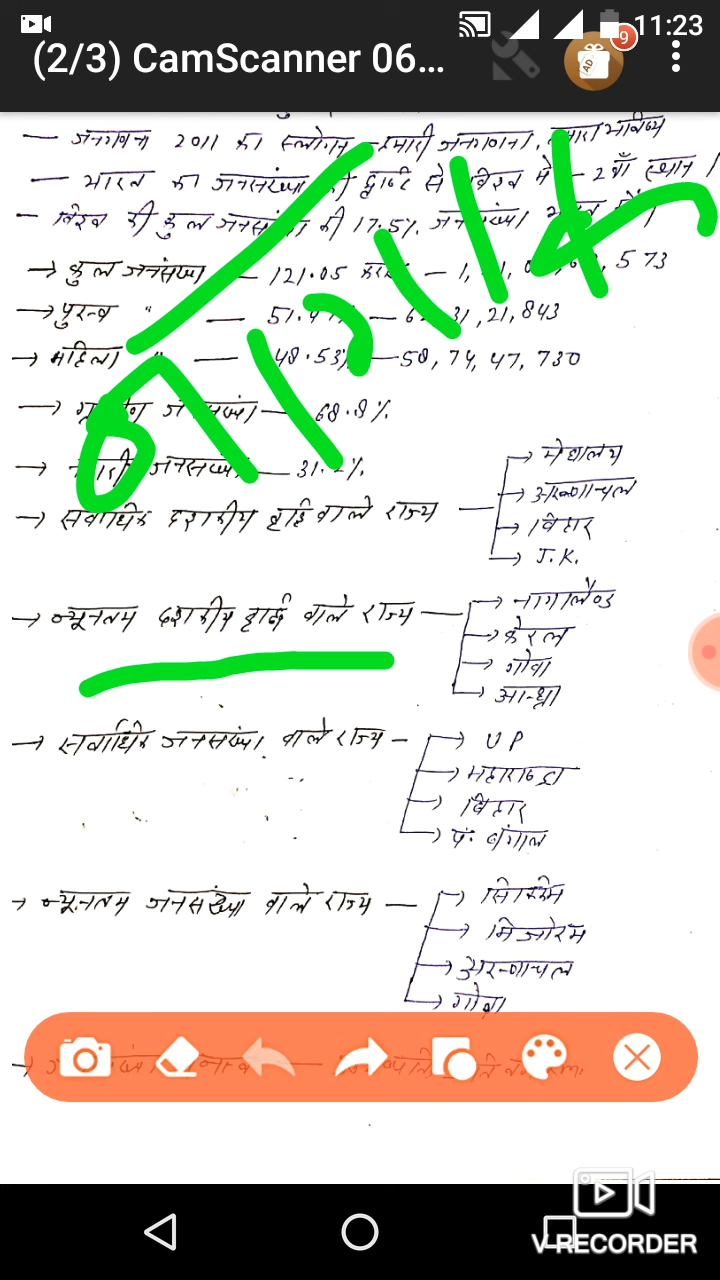 11:23
(2/3) CamScanner 06...
9
AD
— जनगणना 2011 का स्लोगन – हमारी जनगणना, हमारा भविष्य
— भारत का जनसंख्या की दृष्टि से विश्व में – 2वाँ स्थान।
— विश्व की कुल जनसंख्या की 17.5% जनसंख्या
→ कुल जनसंख्या — 121.05 करोड़ — 573
→ पुरुष " — 51. 21,843
→ महिला " — 48.53% — 58,74,47,730
→ जनसंख्या — 68.8%
→ जनसंख्या — 31. %
→ सर्वाधिक दशकीय वृद्धि वाले राज्य — → मेघालय
→ अरुणाचल
→ बिहार
→ J.K.
→ न्यूनतम दशकीय वृद्धि वाले राज्य — → नागालैण्ड
→ केरल
→ गोवा
→ आन्ध्रा
→ सर्वाधिक जनसंख्या वाले राज्य — → UP
→ महाराष्ट्रा
→ बिहार
→ पं. बंगाल
→ न्यूनतम जनसंख्या वाले राज्य — → सिक्किम
→ मिजोरम
→ अरुणाचल
→ गोवा
V RECORDER